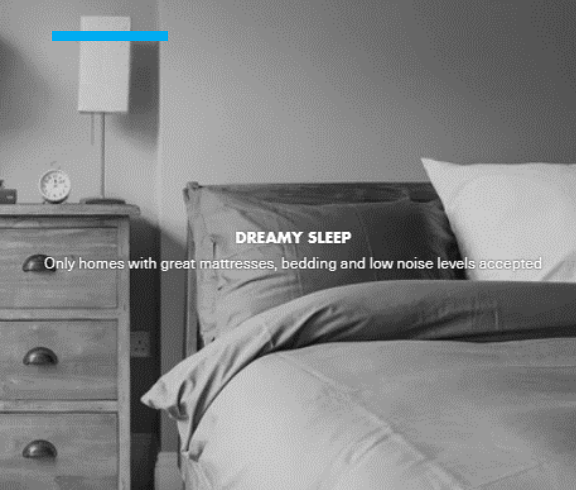 DREAMY SLEEP
Only homes with great mattresses, bedding and low noise levels accepted